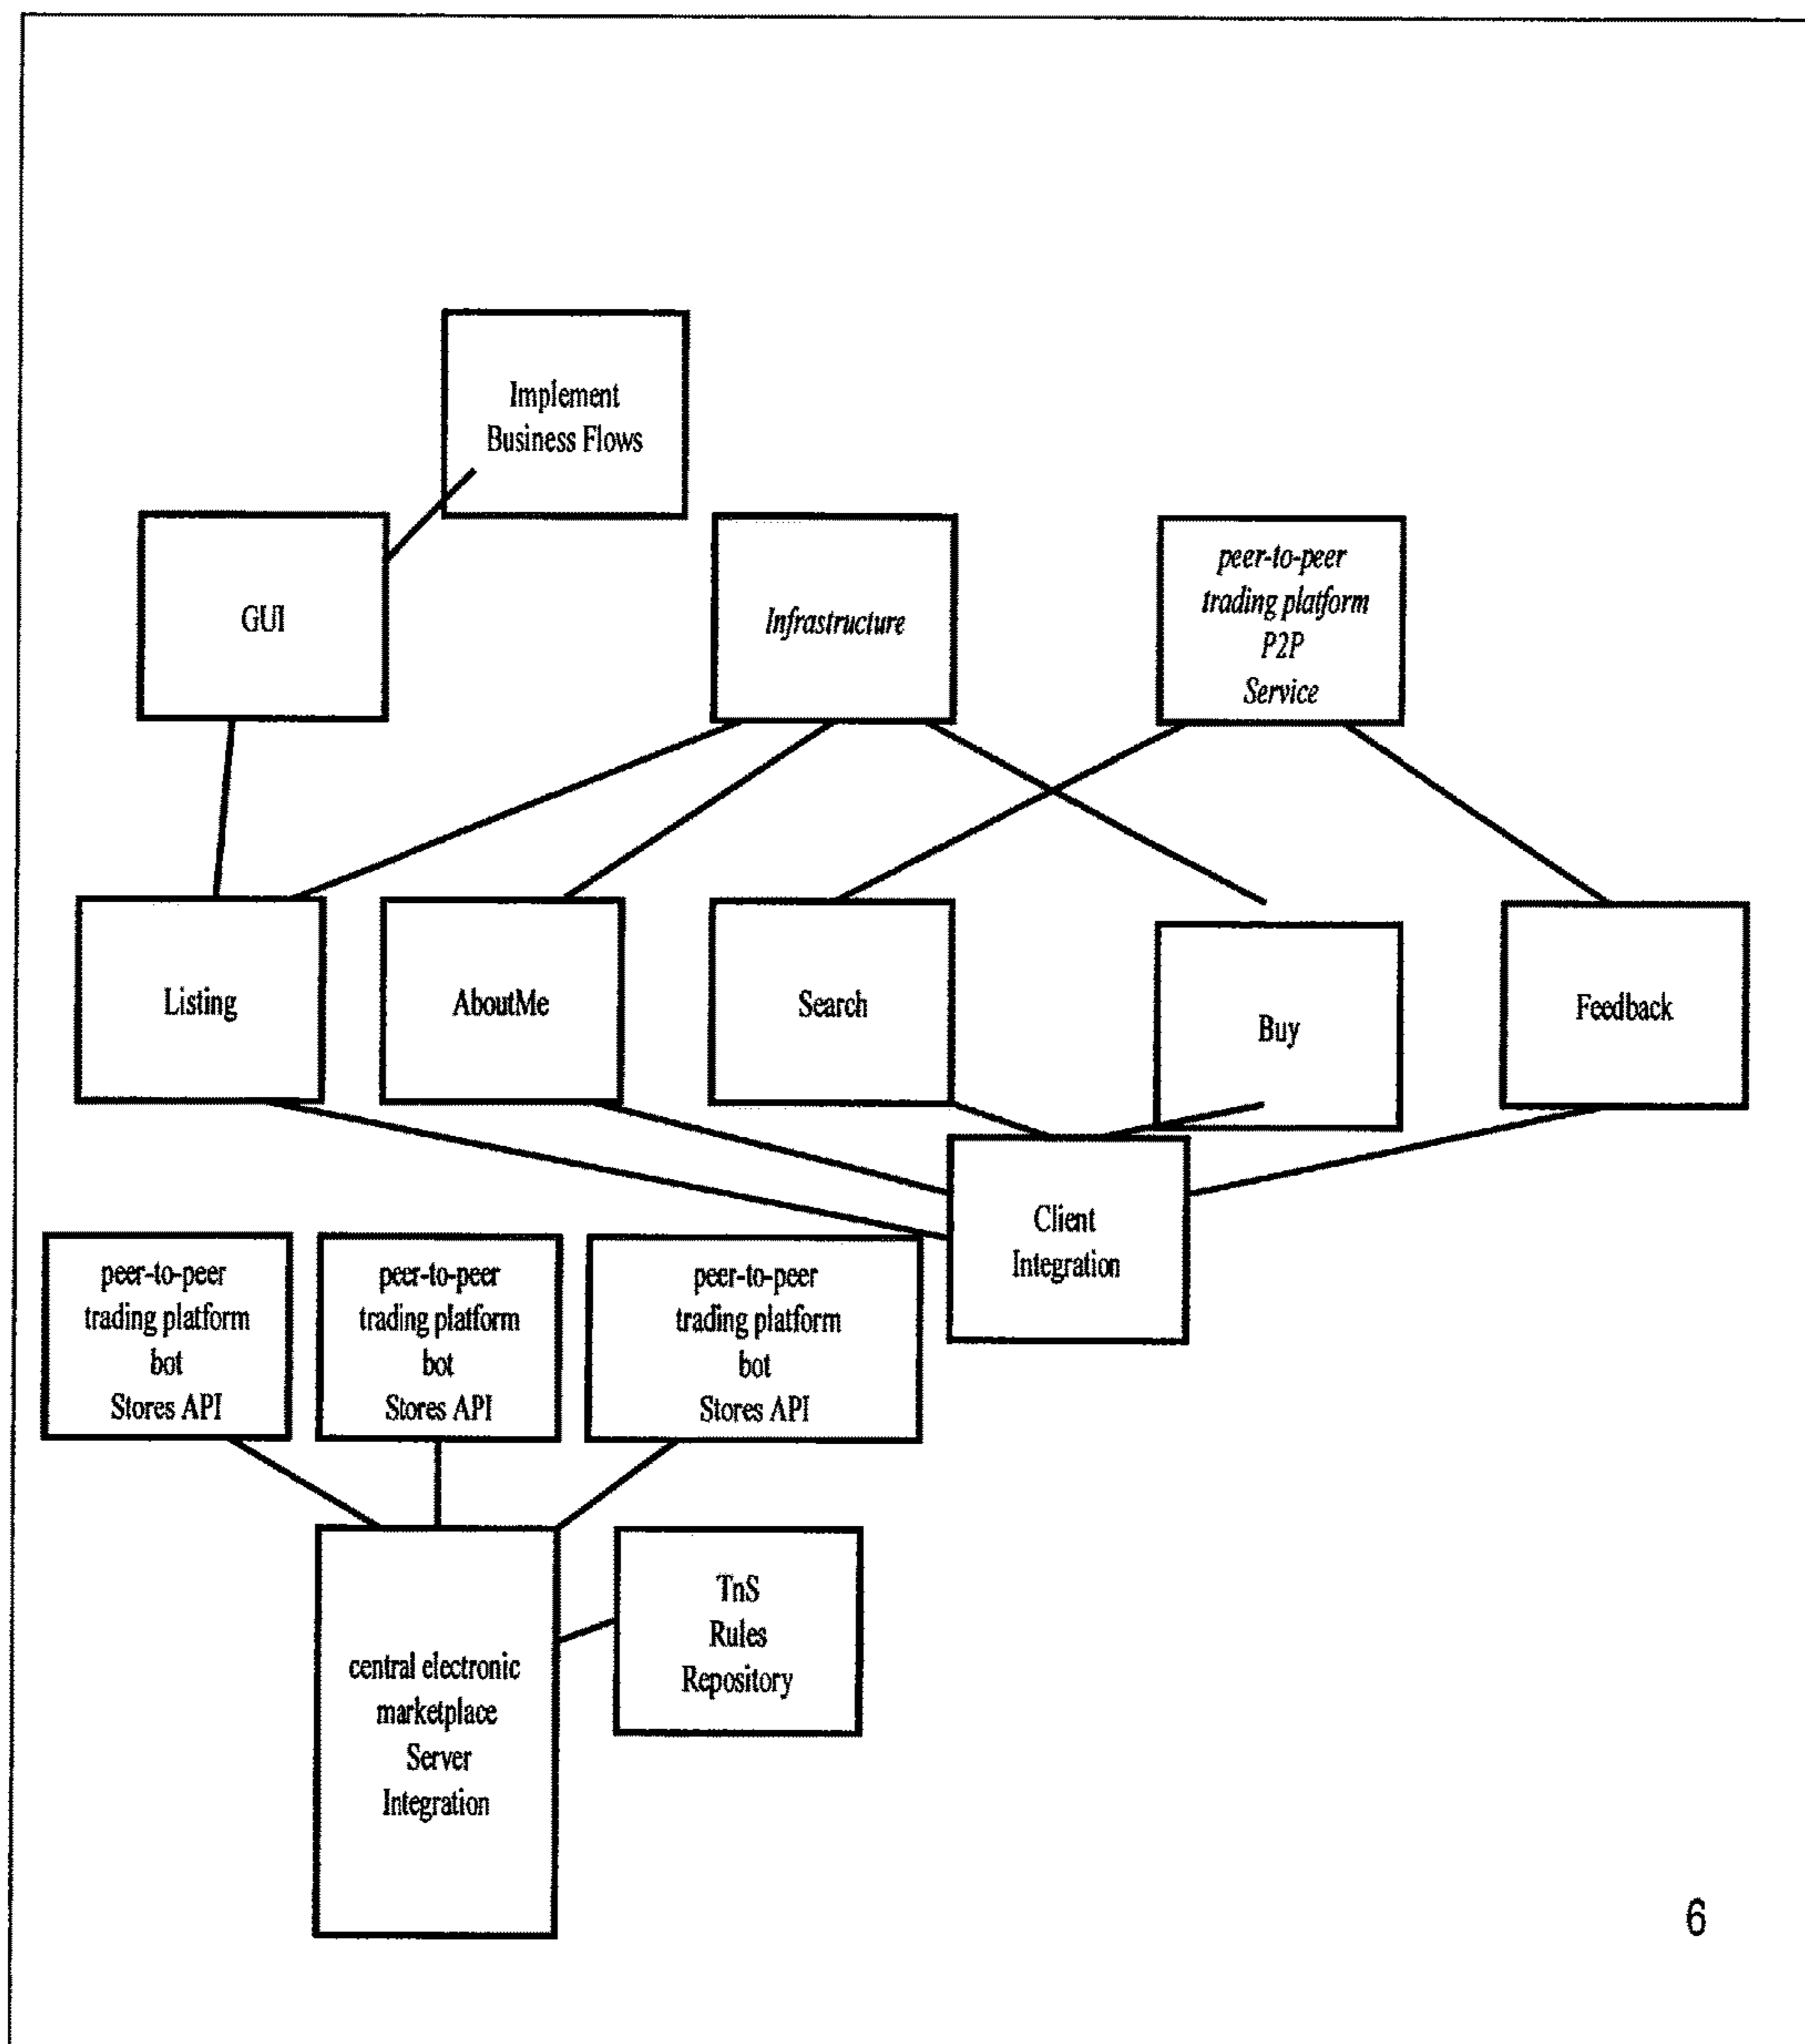 Implement
Business Flows
GUI
Infrastructure
peer-to-peer
trading platform
P2P
Service
Listing
AboutMe
Search
Buy
Feedback
Client
Integration
peer-to-peer
trading platform
bot
Stores API
peer-to-peer
trading platform
bot
Stores API
peer-to-peer
trading platform
bot
Stores API
central electronic
marketplace
Server
Integration
TnS
Rules
Repository
6